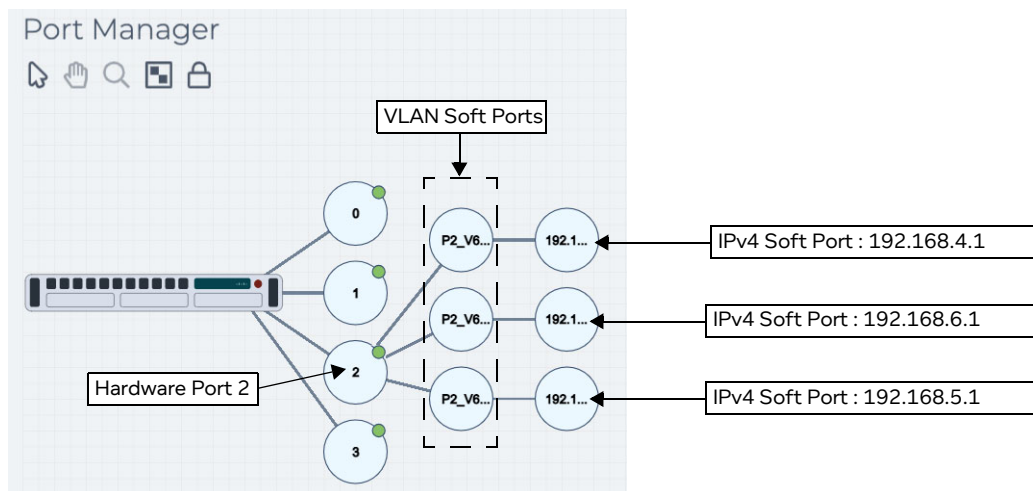 Port Manager
VLAN Soft Ports
0
P2_V6...
192.1...
IPv4 Soft Port : 192.168.4.1
1
P2_V6...
192.1...
IPv4 Soft Port : 192.168.6.1
Hardware Port 2
2
P2_V6...
192.1...
IPv4 Soft Port : 192.168.5.1
3